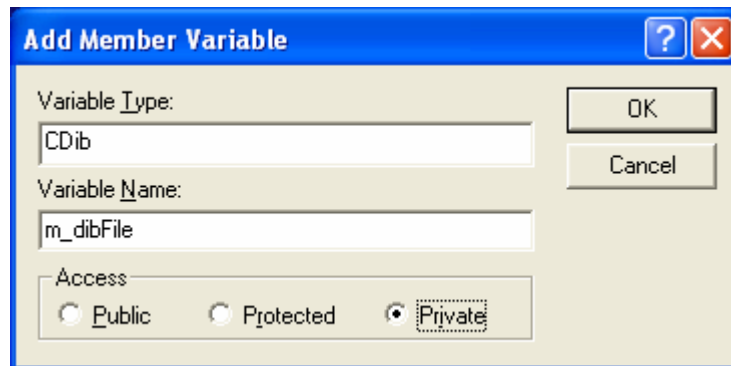 Add Member Variable
Variable Type:
OK
CDib
Cancel
Variable Name:
m_dibFile
Access
Public Protected Private